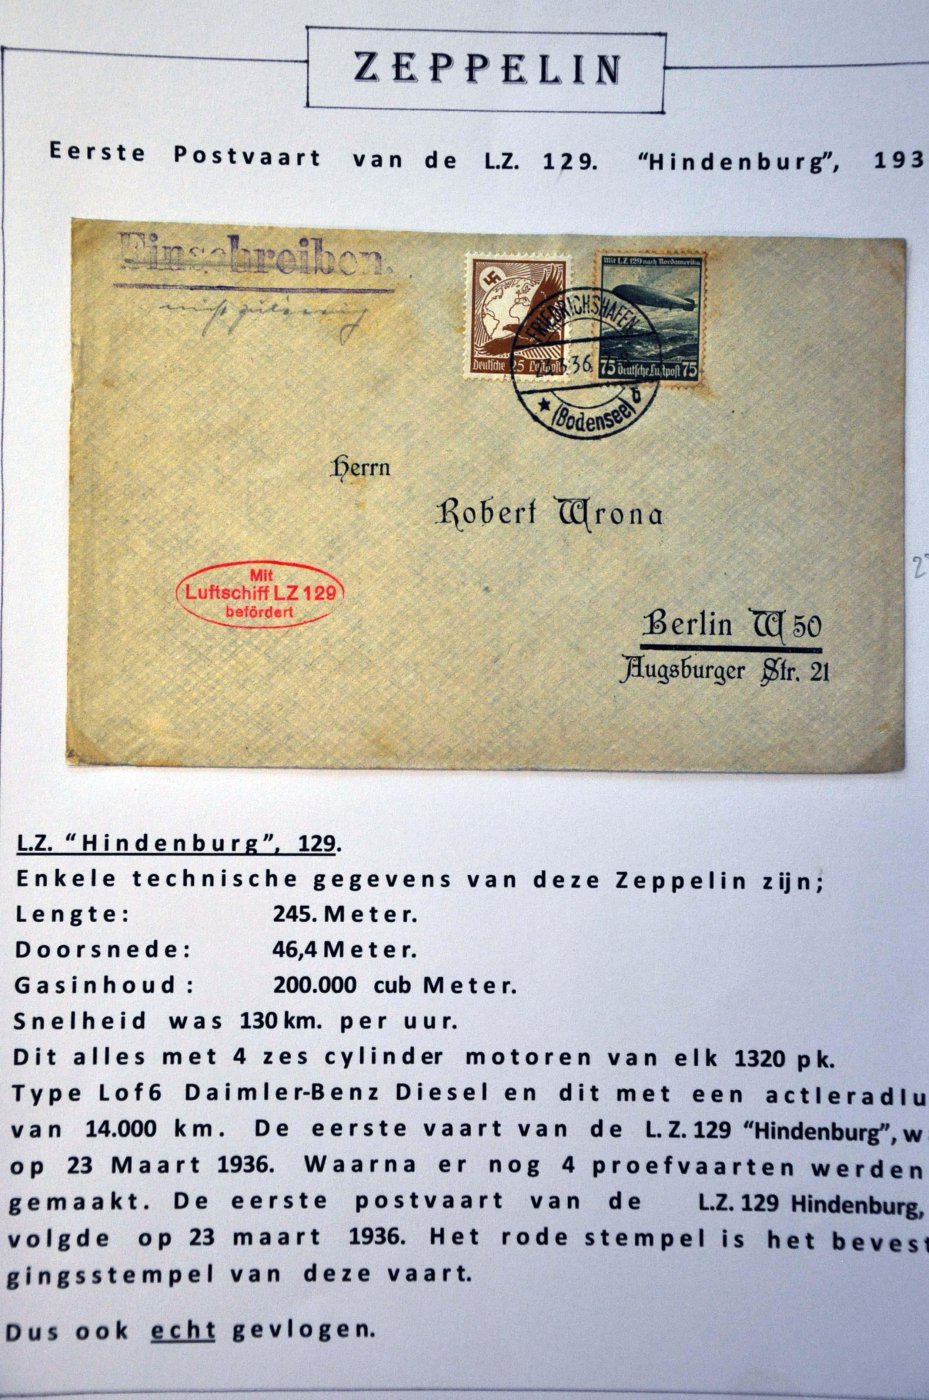 ZEPPELIN
Eerste Postvaart van de L.Z. 129. “Hindenburg”, 193
Einschreiben.
Mit LZ 129 nach Nordamerika
Deutsche 25 Luftpost
75 Deutsche Luftpost 75
FRIEDRICHSHAFEN
23.3.36.
(Bodensee)
Herrn
Robert Wrona
Mit
Luftschiff LZ 129
befördert
Berlin W 50
Augsburger Str. 21
L.Z. “Hindenburg”, 129.
Enkele technische gegevens van deze Zeppelin zijn;
Lengte: 245. Meter.
Doorsnede: 46,4 Meter.
Gasinhoud : 200.000 cub Meter.
Snelheid was 130 km. per uur.
Dit alles met 4 zes cylinder motoren van elk 1320 pk.
Type Lof6 Daimler-Benz Diesel en dit met een actleradlu
van 14.000 km. De eerste vaart van de L.Z. 129 “Hindenburg”, w
op 23 Maart 1936. Waarna er nog 4 proefvaarten werden
gemaakt. De eerste postvaart van de L.Z. 129 Hindenburg,
volgde op 23 maart 1936. Het rode stempel is het bevest
gingsstempel van deze vaart.
Dus ook echt gevlogen.